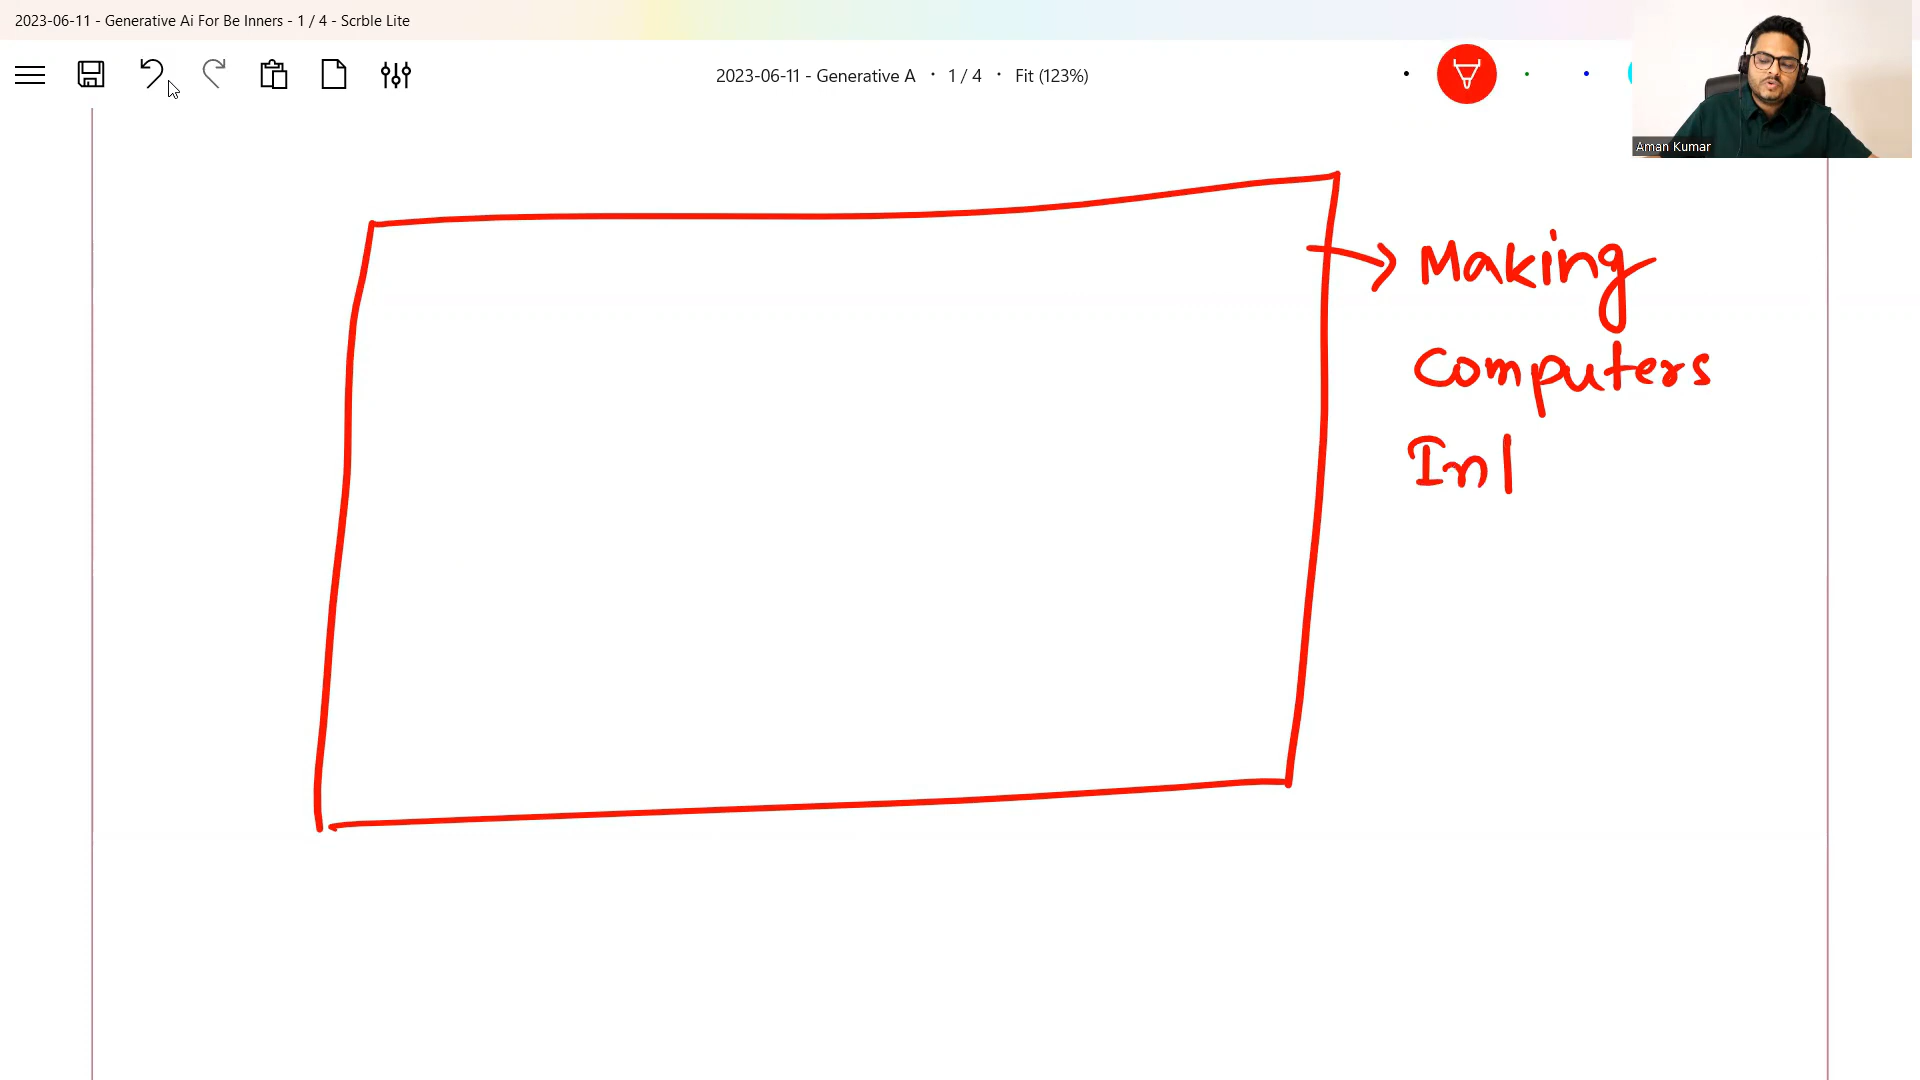 2023-06-11 - Generative Ai For Be Inners - 1 / 4 - Scrble Lite
2023-06-11 - Generative A • 1 / 4 • Fit (123%)
Aman Kumar
Making
Computers
In|